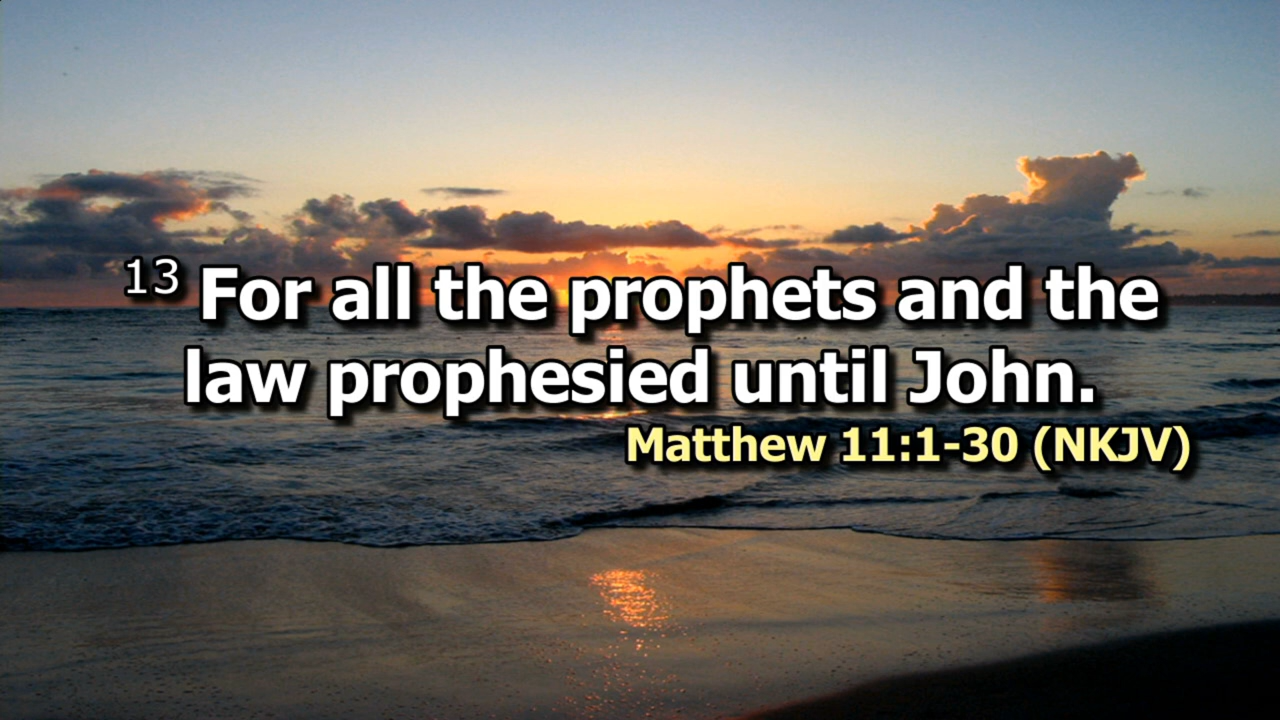 13 For all the prophets and the
law prophesied until John.
Matthew 11:1-30 (NKJV)